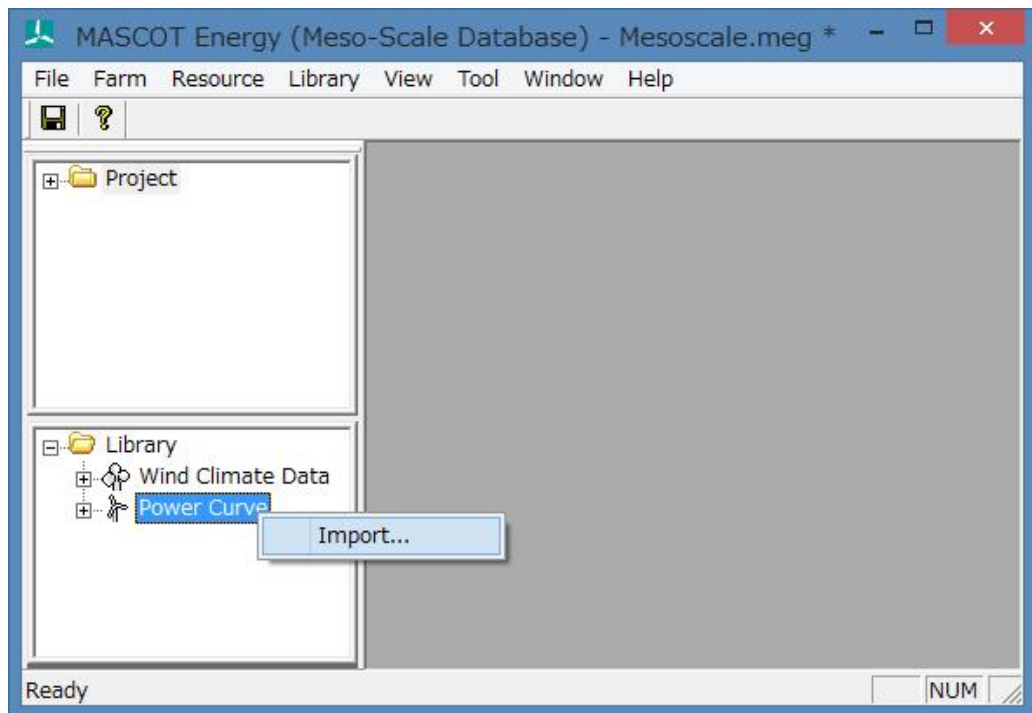 MASCOT Energy (Meso-Scale Database) - Mesoscale.meg *
File Farm Resource Library View Tool Window Help
Project
Library
Wind Climate Data
Power Curve
Import...
Ready NUM